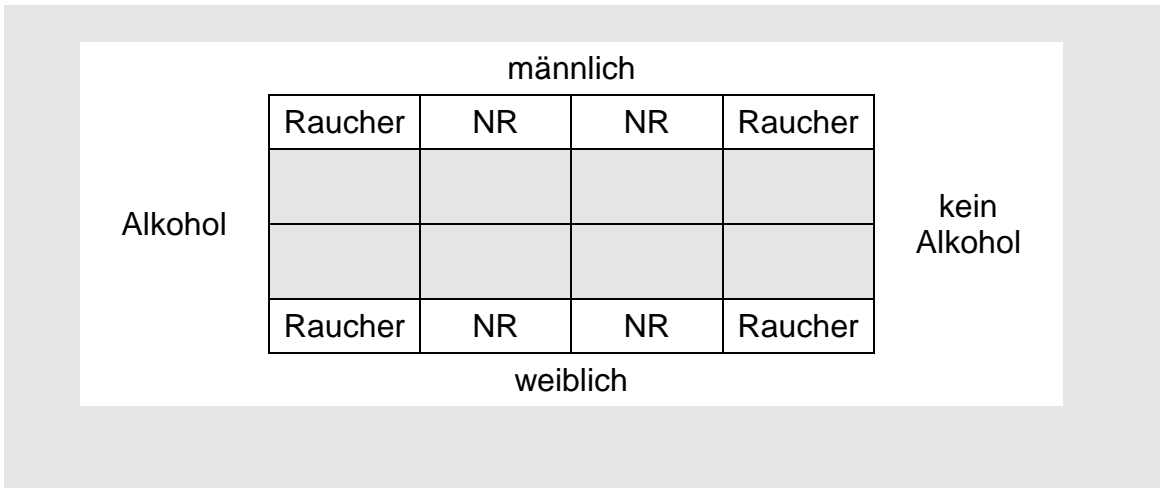 männlich
Raucher NR NR Raucher
Alkohol
kein
Alkohol
Raucher NR NR Raucher
weiblich